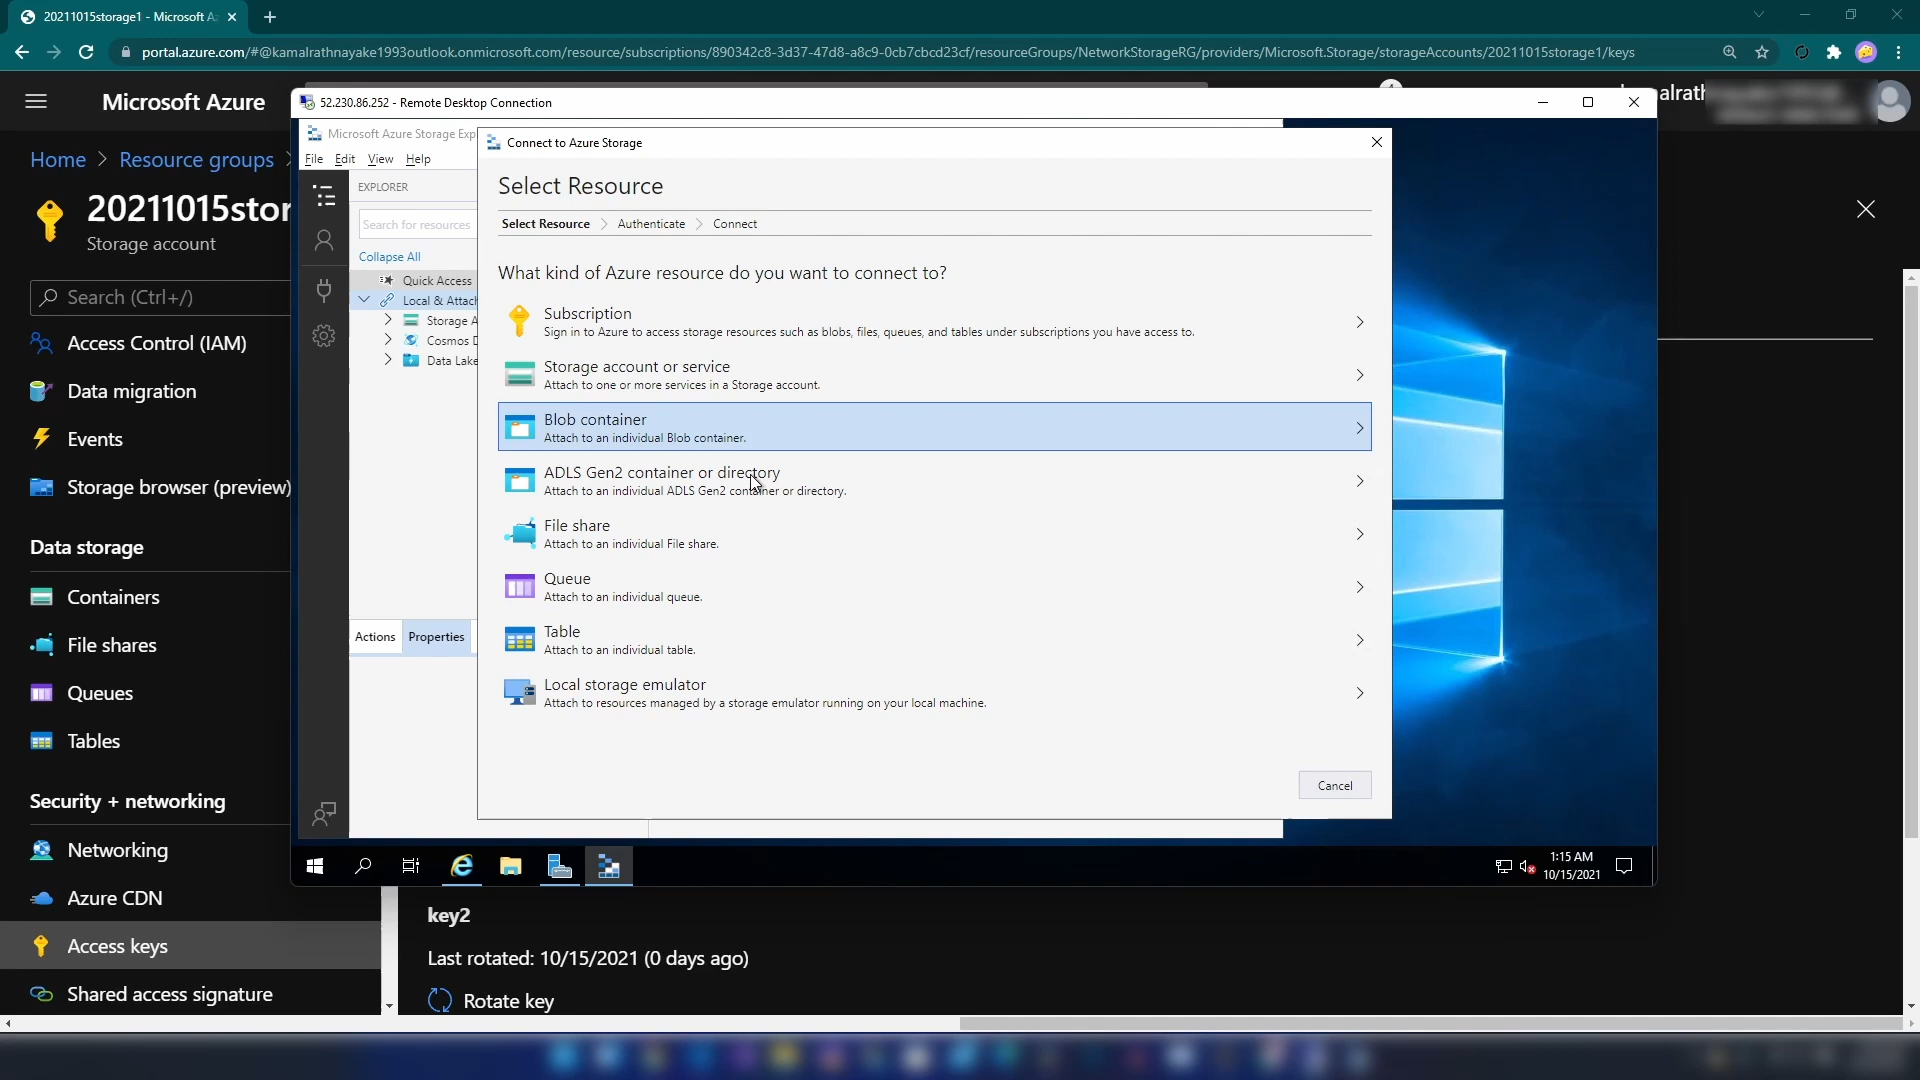 20211015storage1 - Microsoft A
portal.azure.com/#@kamalrathnayake1993outlook.onmicrosoft.com/resource/subscriptions/890342c8-3d37-47d8-a8c9-0cb7cbcd23cf/resourceGroups/NetworkStorageRG/providers/Microsoft.Storage/storageAccounts/20211015storage1/keys
Microsoft Azure
alrath
Home > Resource groups >
20211015stor
Storage account
Search (Ctrl+/)
Access Control (IAM)
Data migration
Events
Storage browser (preview)
Data storage
Containers
File shares
Queues
Tables
Security + networking
Networking
Azure CDN
Access keys
Shared access signature
52.230.86.252 - Remote Desktop Connection
Microsoft Azure Storage Exp
File Edit View Help
EXPLORER
Search for resources
Collapse All
Quick Access
Local & Attach
Storage A
Cosmos D
Data Lake
Actions Properties
Connect to Azure Storage
Select Resource
Select Resource > Authenticate > Connect
What kind of Azure resource do you want to connect to?
Subscription
Sign in to Azure to access storage resources such as blobs, files, queues, and tables under subscriptions you have access to.
Storage account or service
Attach to one or more services in a Storage account.
Blob container
Attach to an individual Blob container.
ADLS Gen2 container or directory
Attach to an individual ADLS Gen2 container or directory.
File share
Attach to an individual File share.
Queue
Attach to an individual queue.
Table
Attach to an individual table.
Local storage emulator
Attach to resources managed by a storage emulator running on your local machine.
Cancel
1:15 AM
10/15/2021
key2
Last rotated: 10/15/2021 (0 days ago)
Rotate key